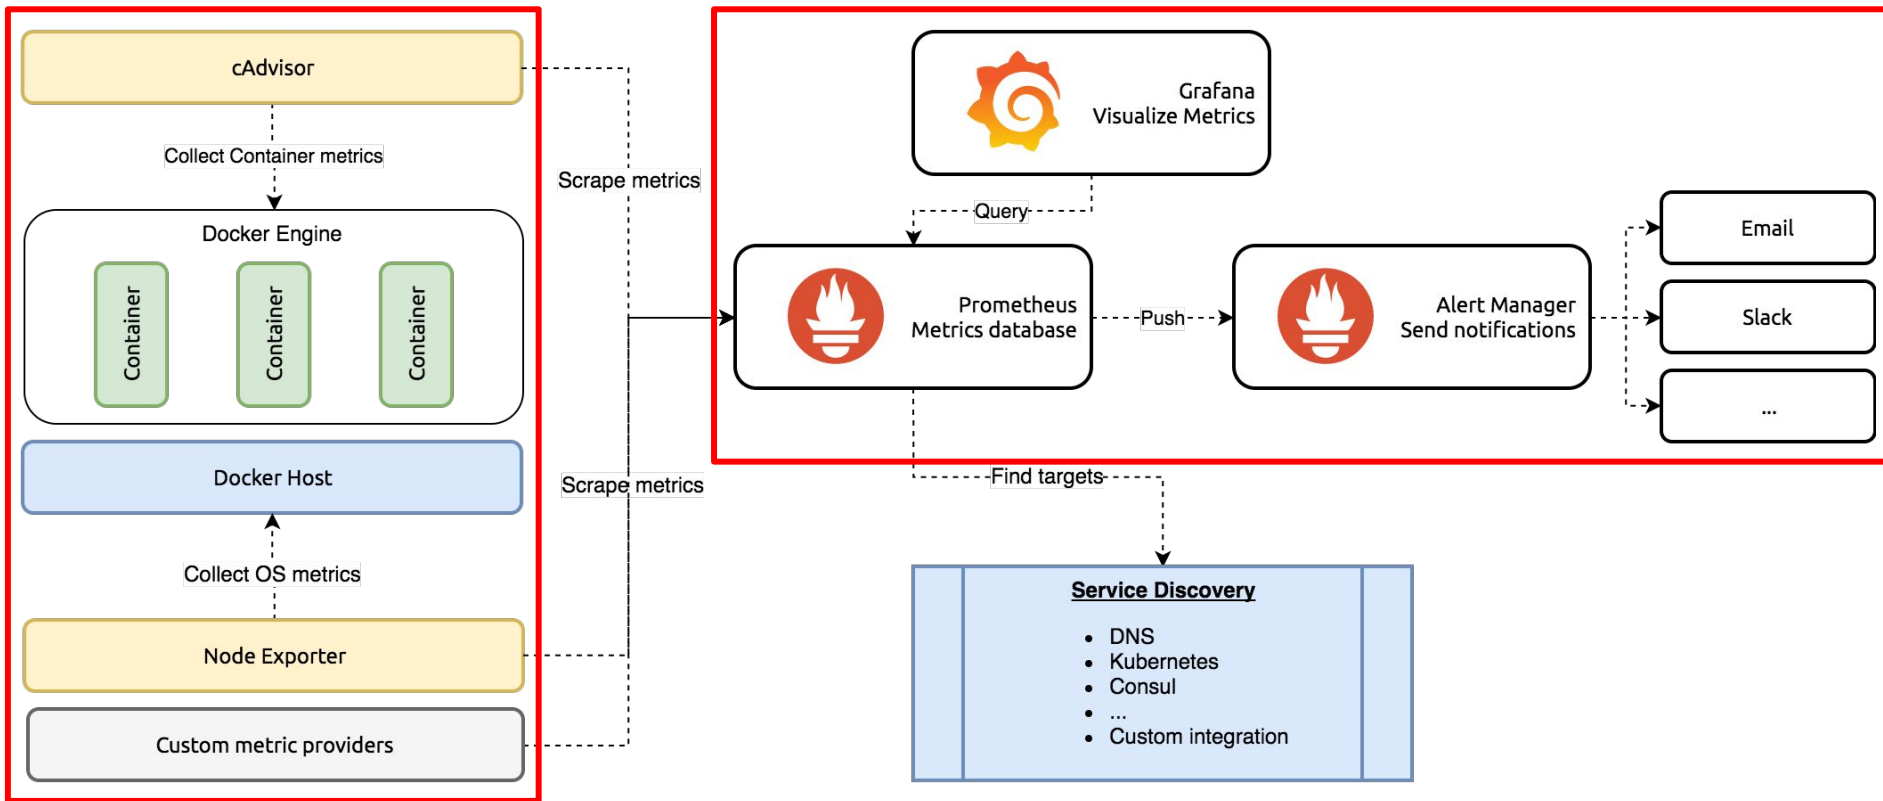 cAdvisor
Collect Container metrics
Docker Engine
Container
Container
Container
Docker Host
Collect OS metrics
Node Exporter
Custom metric providers
Scrape metrics
Scrape metrics
Grafana
Visualize Metrics
Query
Prometheus
Metrics database
Push
Alert Manager
Send notifications
Email
Slack
...
Find targets
Service Discovery
• DNS
• Kubernetes
• Consul
• ...
• Custom integration